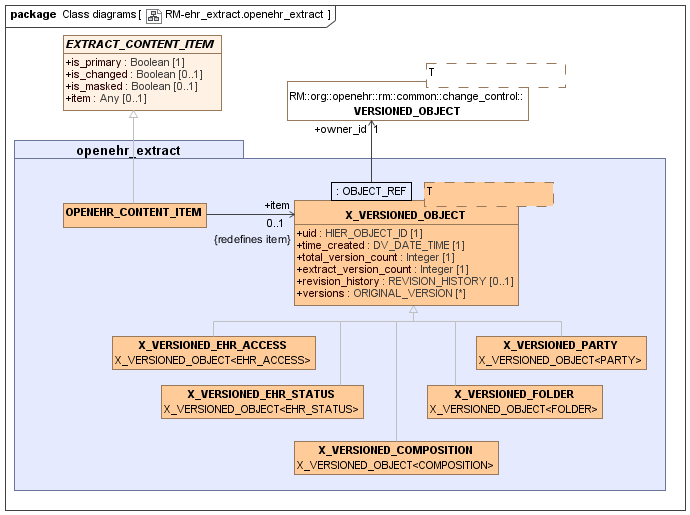 package Class diagrams [ RM-ehr_extract.openehr_extract ]
EXTRACT_CONTENT_ITEM
+is_primary : Boolean [1]
+is_changed : Boolean [0..1]
+is_masked : Boolean [0..1]
+item : Any [0..1]
T
RM::org::openehr::rm::common::change_control::
VERSIONED_OBJECT
+owner_id 1
openehr_extract
: OBJECT_REF
T
OPENEHR_CONTENT_ITEM
+item
0..1
{redefines item}
X_VERSIONED_OBJECT
+uid : HIER_OBJECT_ID [1]
+time_created : DV_DATE_TIME [1]
+total_version_count : Integer [1]
+extract_version_count : Integer [1]
+revision_history : REVISION_HISTORY [0..1]
+versions : ORIGINAL_VERSION [*]
X_VERSIONED_EHR_ACCESS
X_VERSIONED_OBJECT<EHR_ACCESS>
X_VERSIONED_PARTY
X_VERSIONED_OBJECT<PARTY>
X_VERSIONED_EHR_STATUS
X_VERSIONED_OBJECT<EHR_STATUS>
X_VERSIONED_FOLDER
X_VERSIONED_OBJECT<FOLDER>
X_VERSIONED_COMPOSITION
X_VERSIONED_OBJECT<COMPOSITION>